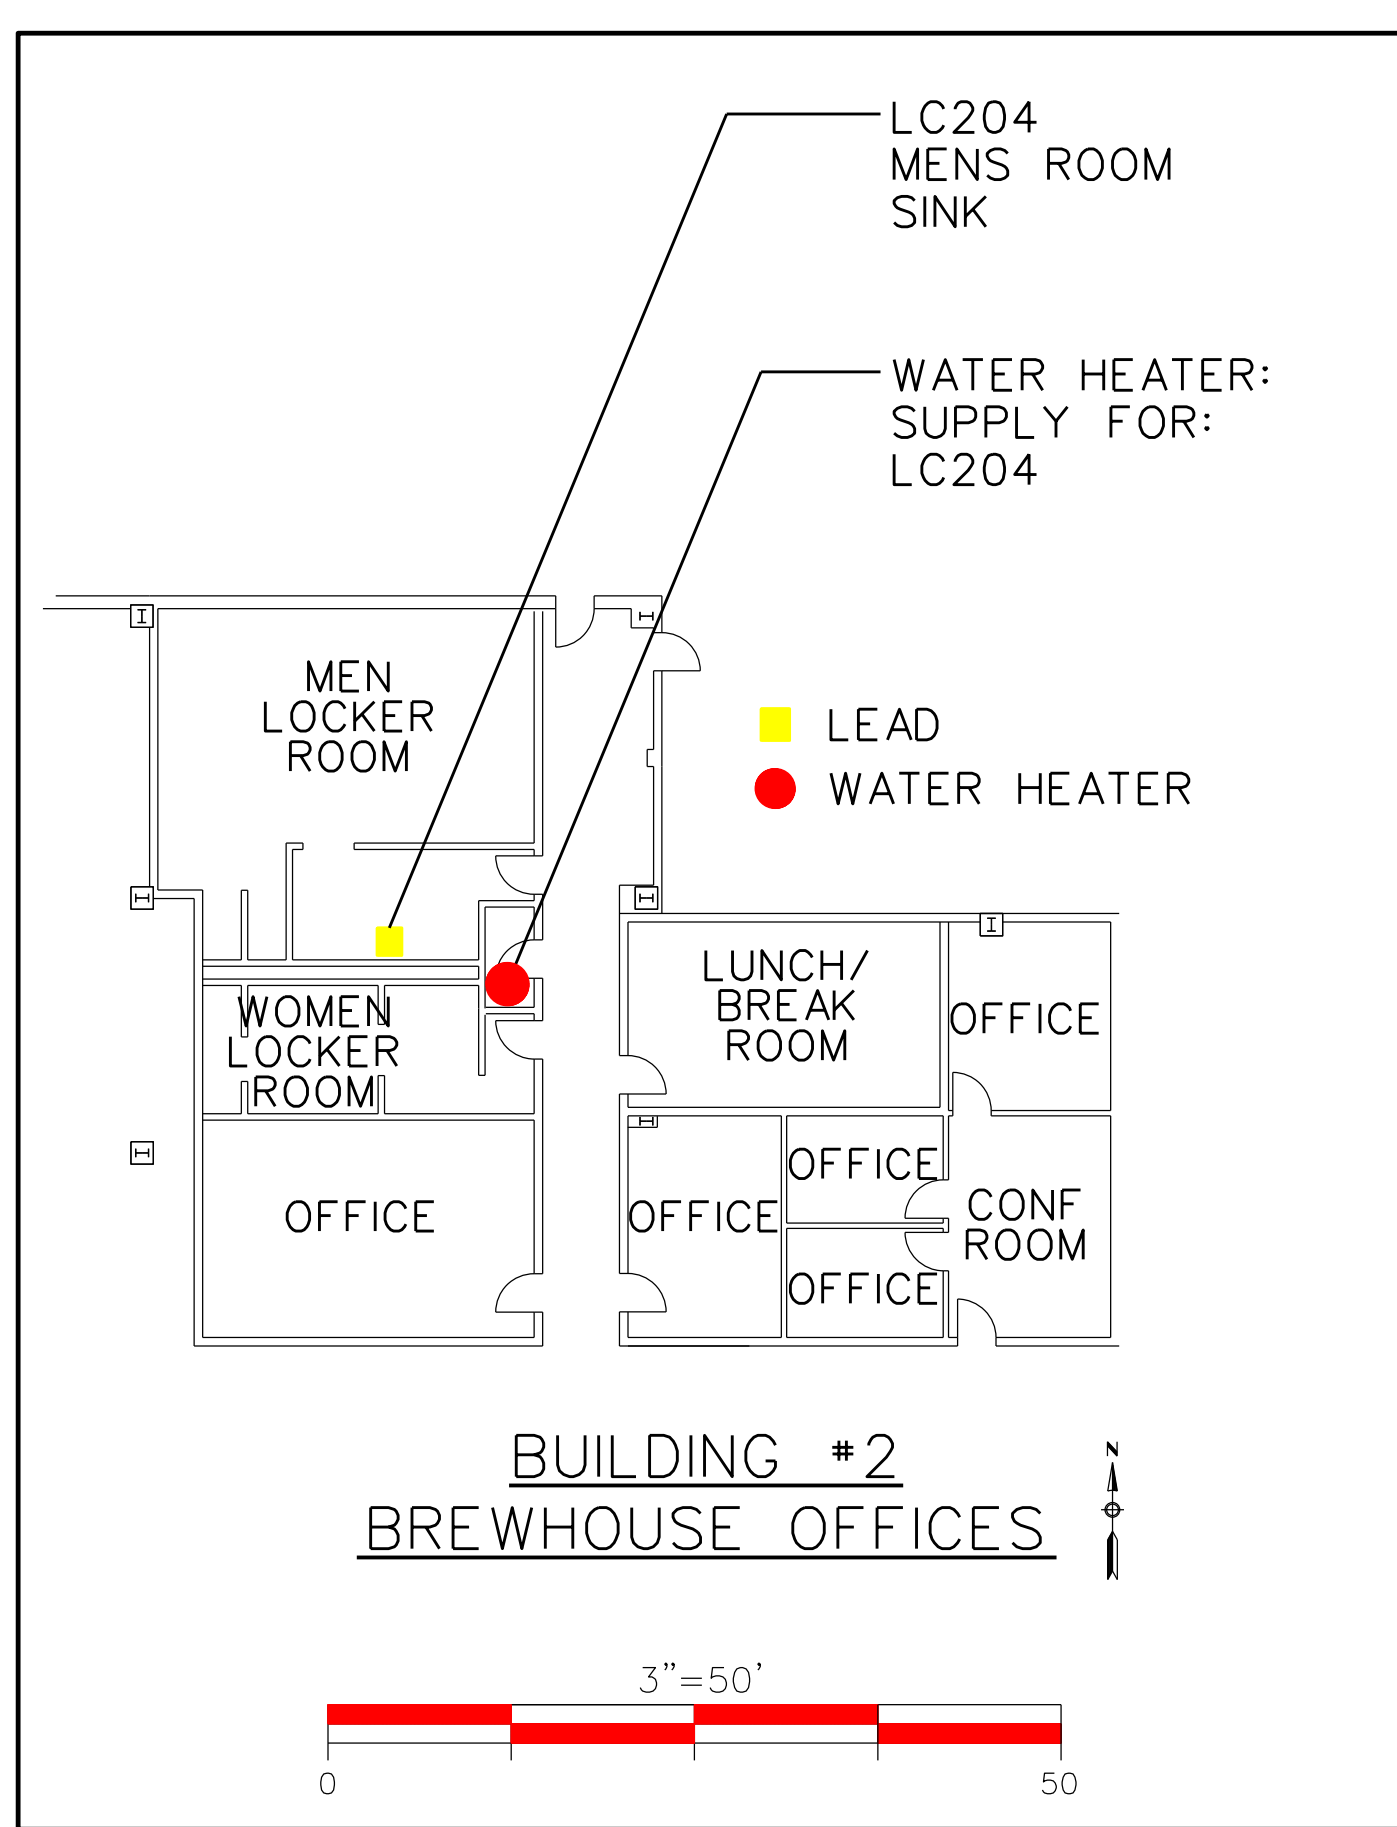 LC204
MENS ROOM
SINK
WATER HEATER:
SUPPLY FOR:
LC204
MEN
LOCKER
ROOM
LEAD
WATER HEATER
LUNCH/
BREAK
ROOM
OFFICE
WOMEN
LOCKER
ROOM
OFFICE
OFFICE
OFFICE
OFFICE
CONF
ROOM
BUILDING #2
BREWHOUSE OFFICES
N
3"=50'
0
50